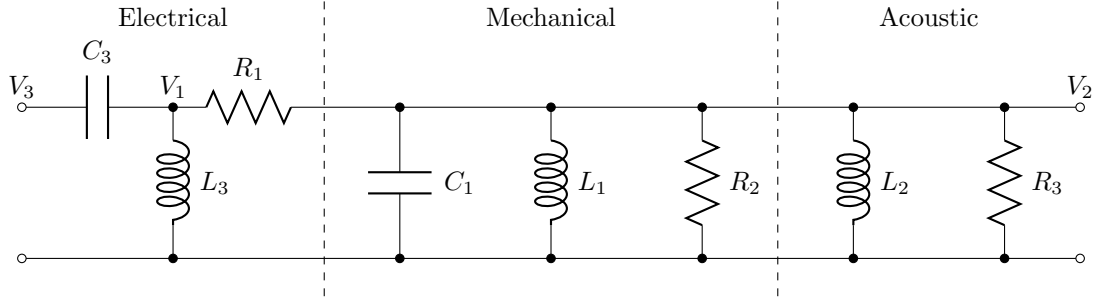 Electrical Mechanical Acoustic
C₃
V₃ V₁ R₁ V₂
L₃ C₁ L₁ R₂ L₂ R₃